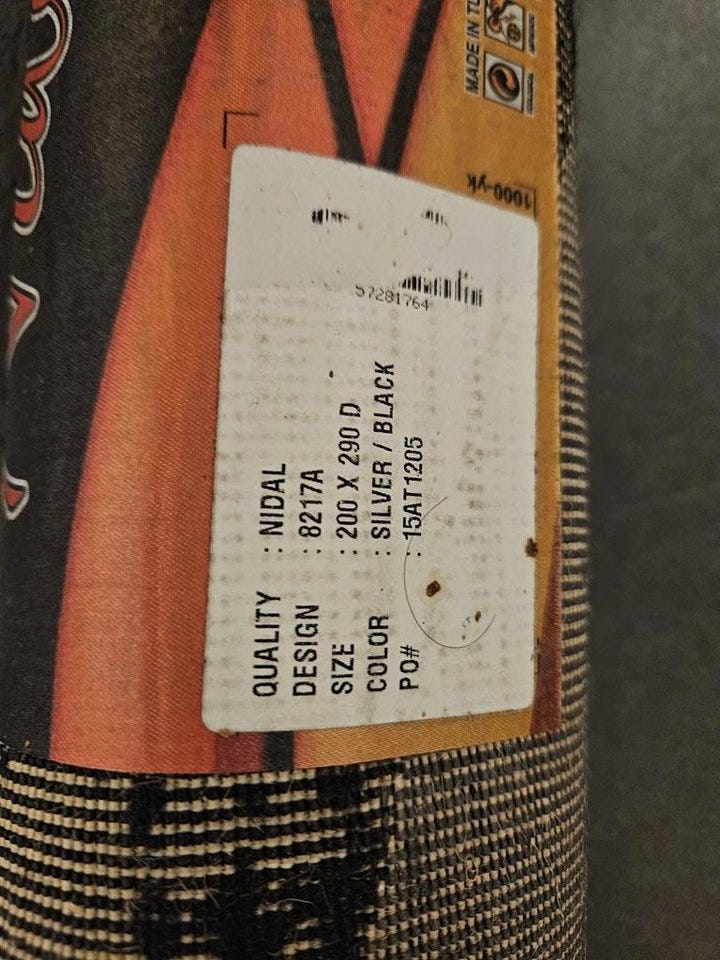 57281764
QUALITY : NIDAL
DESIGN : 8217A
SIZE : 200 X 290 D
COLOR : SILVER / BLACK
PO# : 15AT1205
MADE IN TU
1000-yk